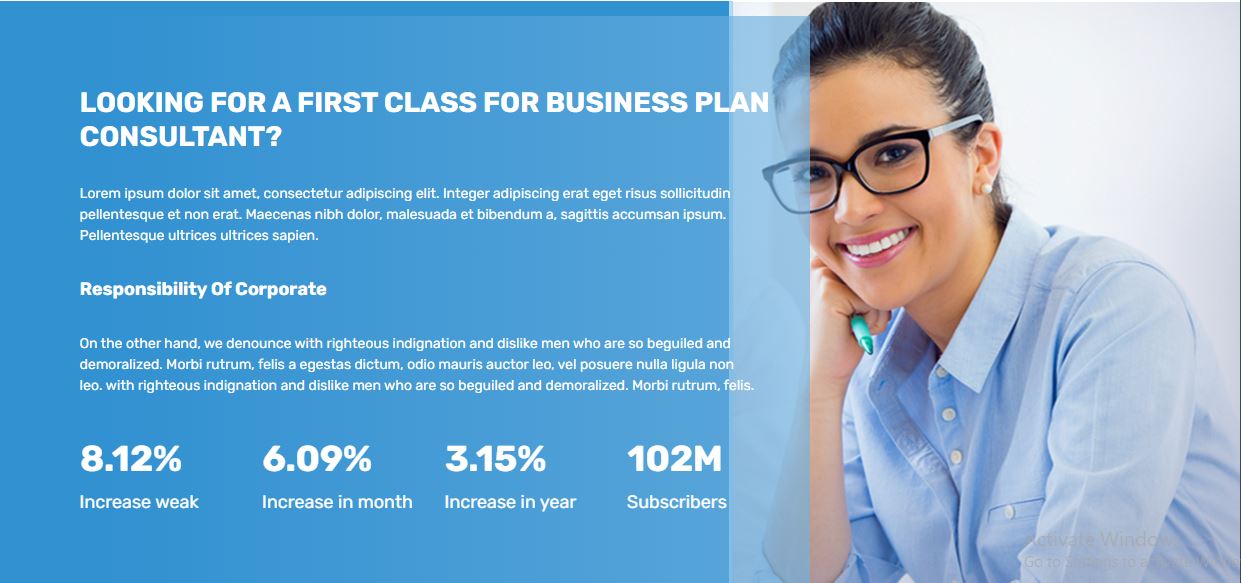 LOOKING FOR A FIRST CLASS FOR BUSINESS PLAN
CONSULTANT?
Lorem ipsum dolor sit amet, consectetur adipiscing elit. Integer adipiscing erat eget risus sollicitudin
pellentesque et non erat. Maecenas nibh dolor, malesuada et bibendum a, sagittis accumsan ipsum.
Pellentesque ultrices ultrices sapien.
Responsibility Of Corporate
On the other hand, we denounce with righteous indignation and dislike men who are so beguiled and
demoralized. Morbi rutrum, felis a egestas dictum, odio mauris auctor leo, vel posuere nulla ligula non
leo. with righteous indignation and dislike men who are so beguiled and demoralized. Morbi rutrum, felis.
8.12% 6.09% 3.15% 102M
Increase weak Increase in month Increase in year Subscribers
Activate Windows
Go to Settings to activate